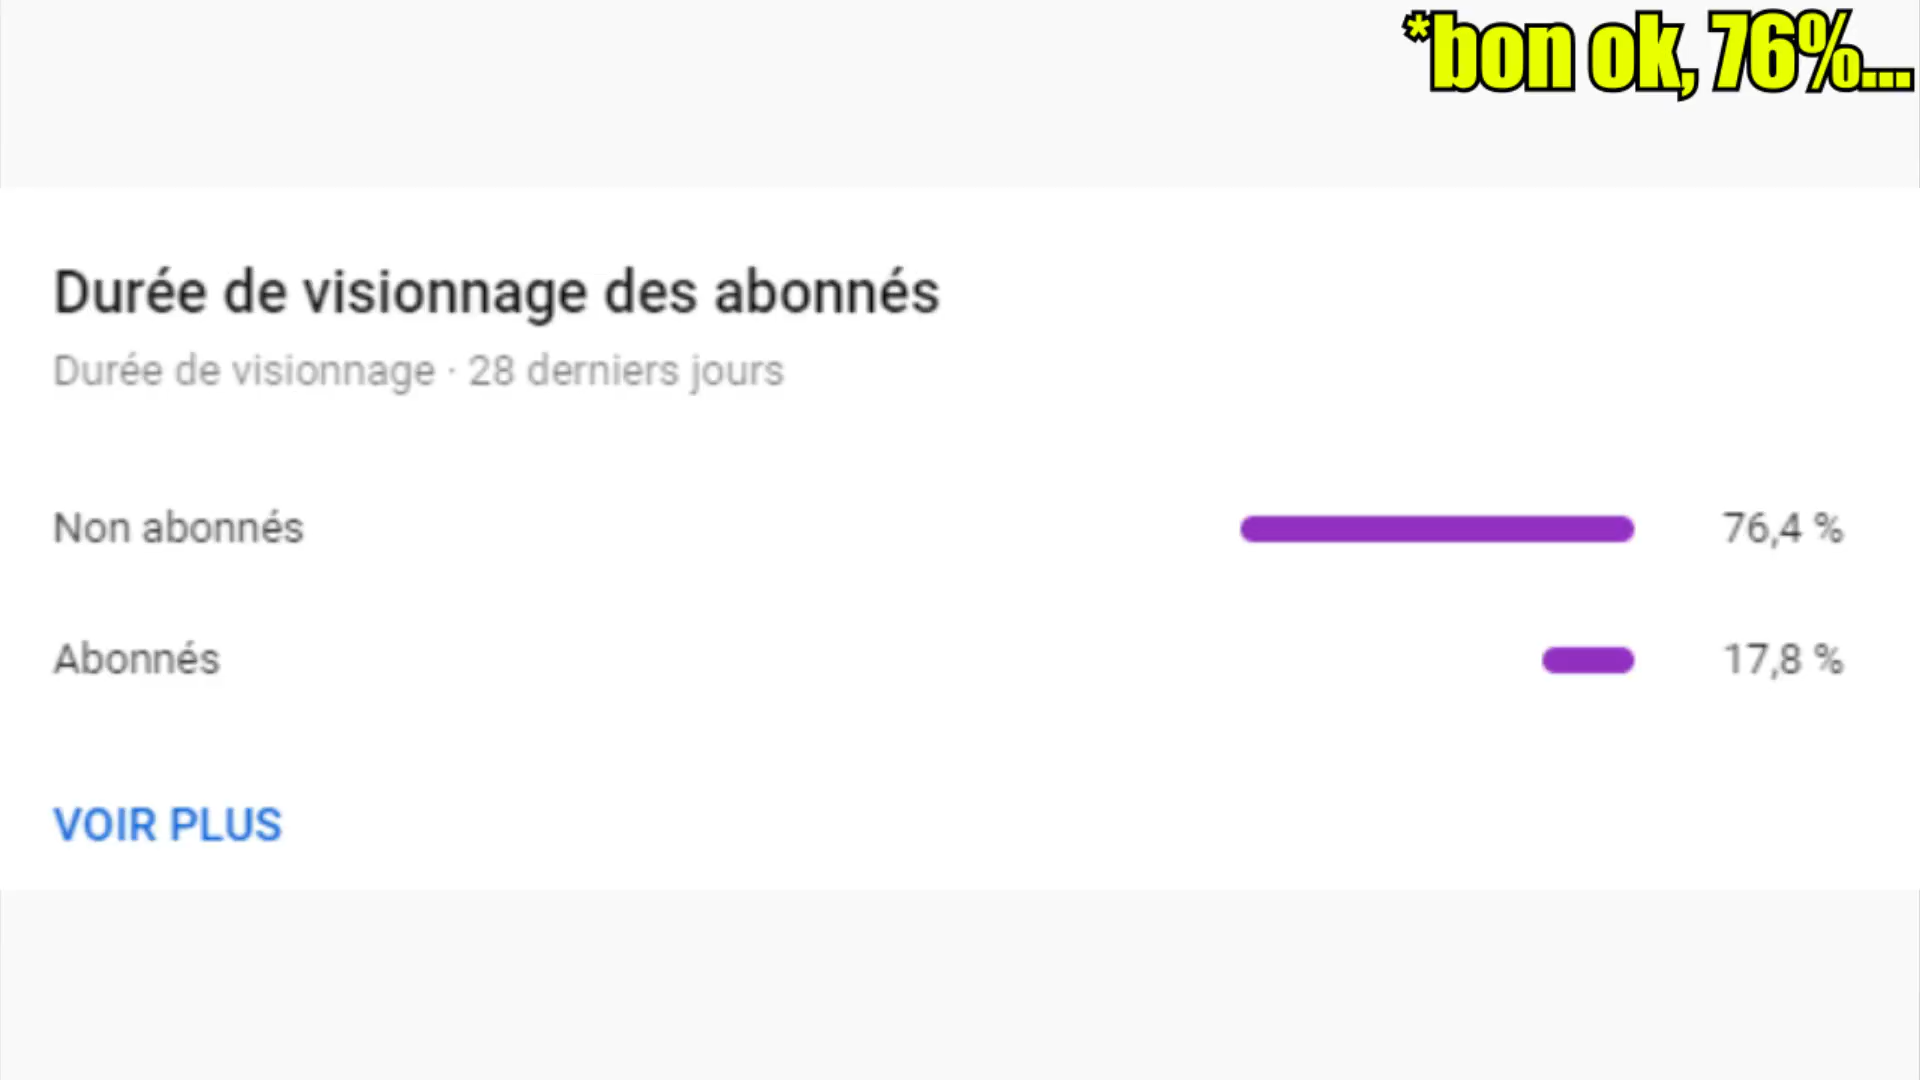 *bon ok, 76%...
Durée de visionnage des abonnés
Durée de visionnage · 28 derniers jours
Non abonnés 76,4 %
Abonnés 17,8 %
VOIR PLUS